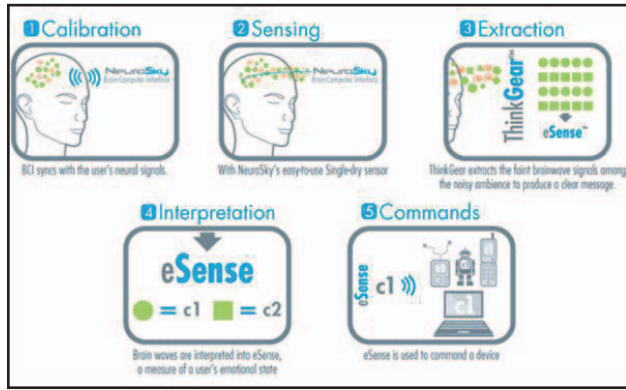 1 Calibration
NeuroSky
Brain-Computer Interface
BCI syncs with the user's neural signals.
2 Sensing
NeuroSky
Brain-Computer Interface
With NeuroSky's easy-to-use Single-dry sensor
3 Extraction
ThinkGear™
eSense™
ThinkGear extracts the faint brainwave signals among
the noisy ambience to produce a clear message.
4 Interpretation
eSense
= c1 = c2
Brain waves are interpreted into eSense,
a measure of a user's emotional state
5 Commands
eSense
c1
c1
c1
eSense is used to command a device